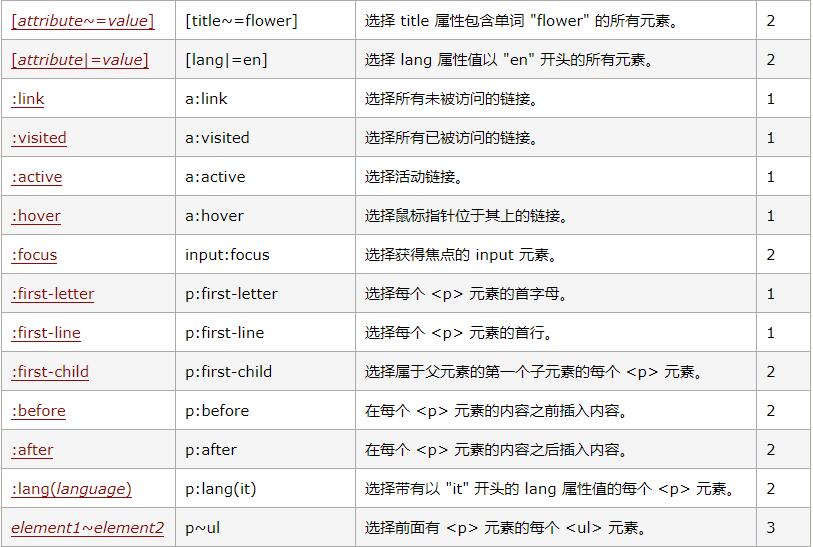 [attribute~=value] [title~=flower] 选择 title 属性包含单词 "flower" 的所有元素。 2
[attribute|=value] [lang|=en] 选择 lang 属性值以 "en" 开头的所有元素。 2
:link a:link 选择所有未被访问的链接。 1
:visited a:visited 选择所有已被访问的链接。 1
:active a:active 选择活动链接。 1
:hover a:hover 选择鼠标指针位于其上的链接。 1
:focus input:focus 选择获得焦点的 input 元素。 2
:first-letter p:first-letter 选择每个 <p> 元素的首字母。 1
:first-line p:first-line 选择每个 <p> 元素的首行。 1
:first-child p:first-child 选择属于父元素的第一个子元素的每个 <p> 元素。 2
:before p:before 在每个 <p> 元素的内容之前插入内容。 2
:after p:after 在每个 <p> 元素的内容之后插入内容。 2
:lang(language) p:lang(it) 选择带有以 "it" 开头的 lang 属性值的每个 <p> 元素。 2
element1~element2 p~ul 选择前面有 <p> 元素的每个 <ul> 元素。 3